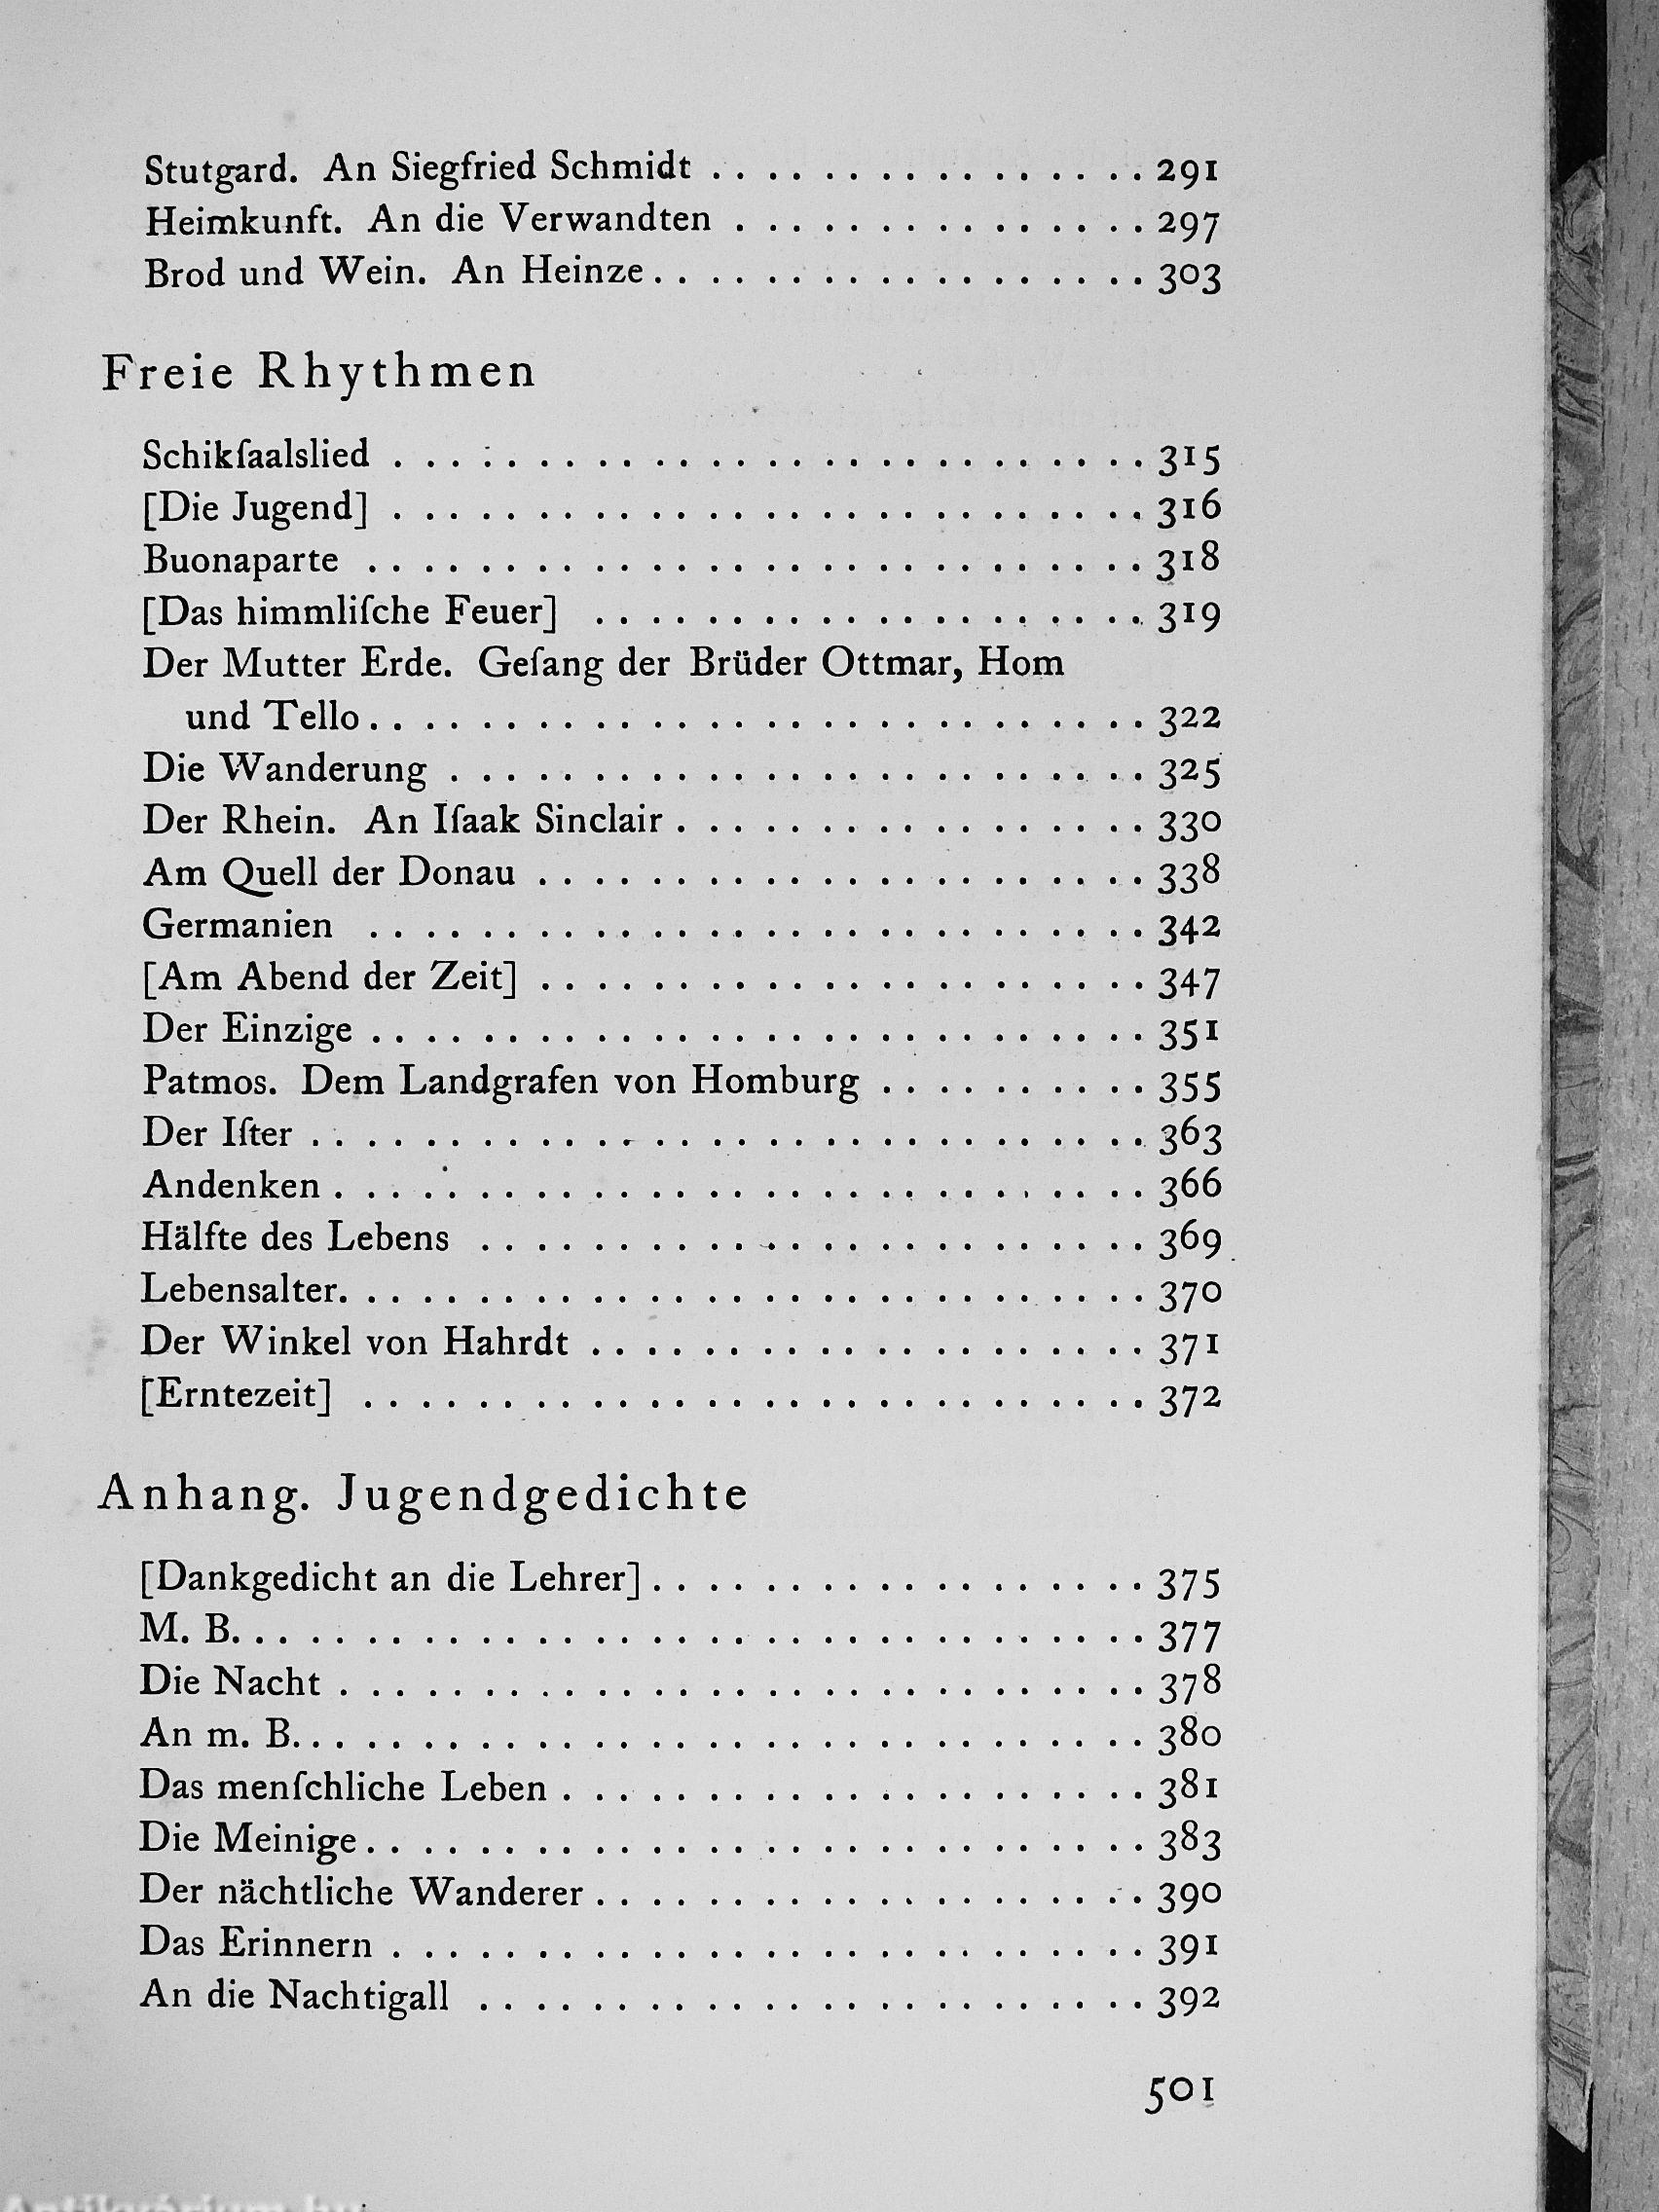 Stutgard. An Siegfried Schmidt . . . . . . . . . . . . . . . . 291
Heimkunft. An die Verwandten . . . . . . . . . . . . . . . 297
Brod und Wein. An Heinze . . . . . . . . . . . . . . . . . . 303
Freie Rhythmen
Schikſaalslied . . . . . . . . . . . . . . . . . . . . . . . . . . . 315
[Die Jugend] . . . . . . . . . . . . . . . . . . . . . . . . . . . 316
Buonaparte . . . . . . . . . . . . . . . . . . . . . . . . . . . . 318
[Das himmliſche Feuer] . . . . . . . . . . . . . . . . . . . . 319
Der Mutter Erde. Geſang der Brüder Ottmar, Hom
und Tello . . . . . . . . . . . . . . . . . . . . . . . . . . . . 322
Die Wanderung . . . . . . . . . . . . . . . . . . . . . . . . . 325
Der Rhein. An Iſaak Sinclair . . . . . . . . . . . . . . . . . 330
Am Quell der Donau . . . . . . . . . . . . . . . . . . . . . . 338
Germanien . . . . . . . . . . . . . . . . . . . . . . . . . . . . 342
[Am Abend der Zeit] . . . . . . . . . . . . . . . . . . . . . . 347
Der Einzige . . . . . . . . . . . . . . . . . . . . . . . . . . . . 351
Patmos. Dem Landgrafen von Homburg . . . . . . . . . . 355
Der Iſter . . . . . . . . . . . . . . . . . . . . . . . . . . . . . . 363
Andenken . . . . . . . . . . . . . . . . . . . . . . . . . . . . . 366
Hälfte des Lebens . . . . . . . . . . . . . . . . . . . . . . . . 369
Lebensalter. . . . . . . . . . . . . . . . . . . . . . . . . . . . . 370
Der Winkel von Hahrdt . . . . . . . . . . . . . . . . . . . . 371
[Erntezeit] . . . . . . . . . . . . . . . . . . . . . . . . . . . . 372
Anhang. Jugendgedichte
[Dankgedicht an die Lehrer] . . . . . . . . . . . . . . . . . . 375
M. B. . . . . . . . . . . . . . . . . . . . . . . . . . . . . . . . . 377
Die Nacht . . . . . . . . . . . . . . . . . . . . . . . . . . . . . 378
An m. B. . . . . . . . . . . . . . . . . . . . . . . . . . . . . . . 380
Das menſchliche Leben . . . . . . . . . . . . . . . . . . . . . 381
Die Meinige . . . . . . . . . . . . . . . . . . . . . . . . . . . . 383
Der nächtliche Wanderer . . . . . . . . . . . . . . . . . . . . 390
Das Erinnern . . . . . . . . . . . . . . . . . . . . . . . . . . . 391
An die Nachtigall . . . . . . . . . . . . . . . . . . . . . . . . 392
501